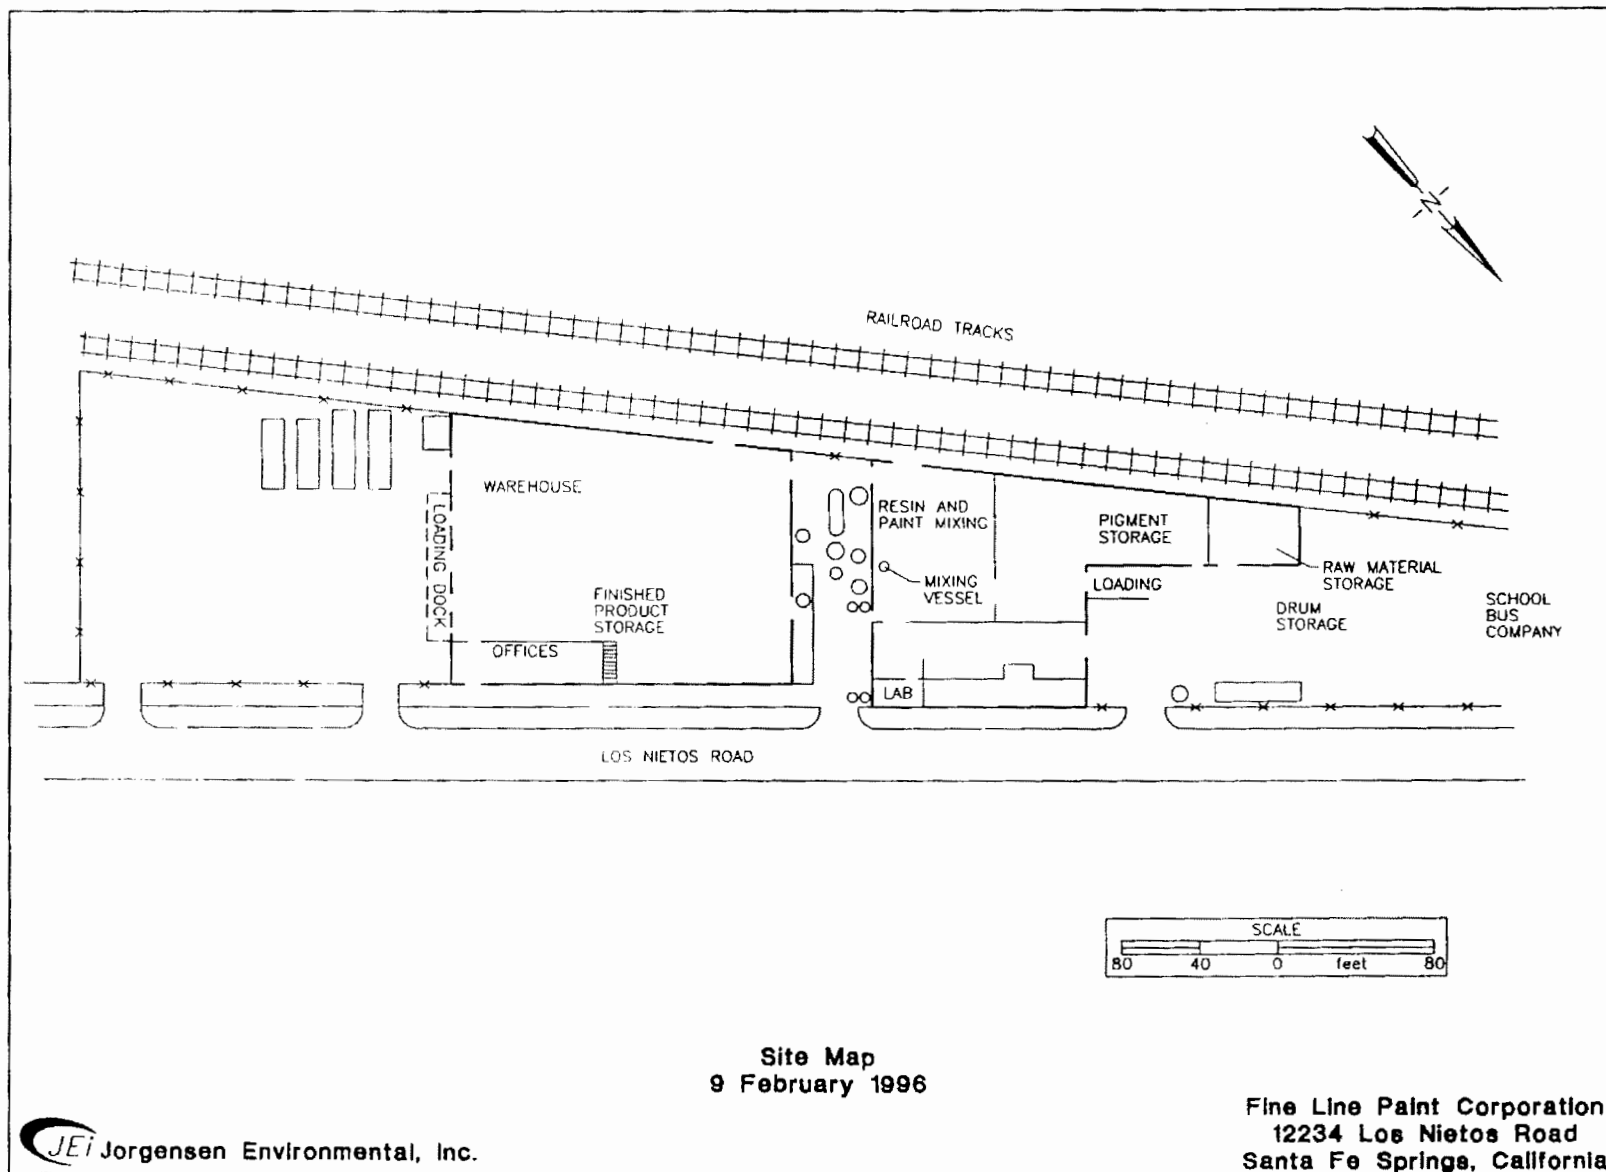 N
RAILROAD TRACKS
WAREHOUSE
LOADING DOCK
FINISHED
PRODUCT
STORAGE
OFFICES
RESIN AND
PAINT MIXING
MIXING
VESSEL
LAB
PIGMENT
STORAGE
LOADING
RAW MATERIAL
STORAGE
DRUM
STORAGE
SCHOOL
BUS
COMPANY
LOS NIETOS ROAD
SCALE
80 40 0 feet 80
Site Map
9 February 1996
JEi Jorgensen Environmental, Inc.
Fine Line Paint Corporation
12234 Los Nietos Road
Santa Fe Springs, California